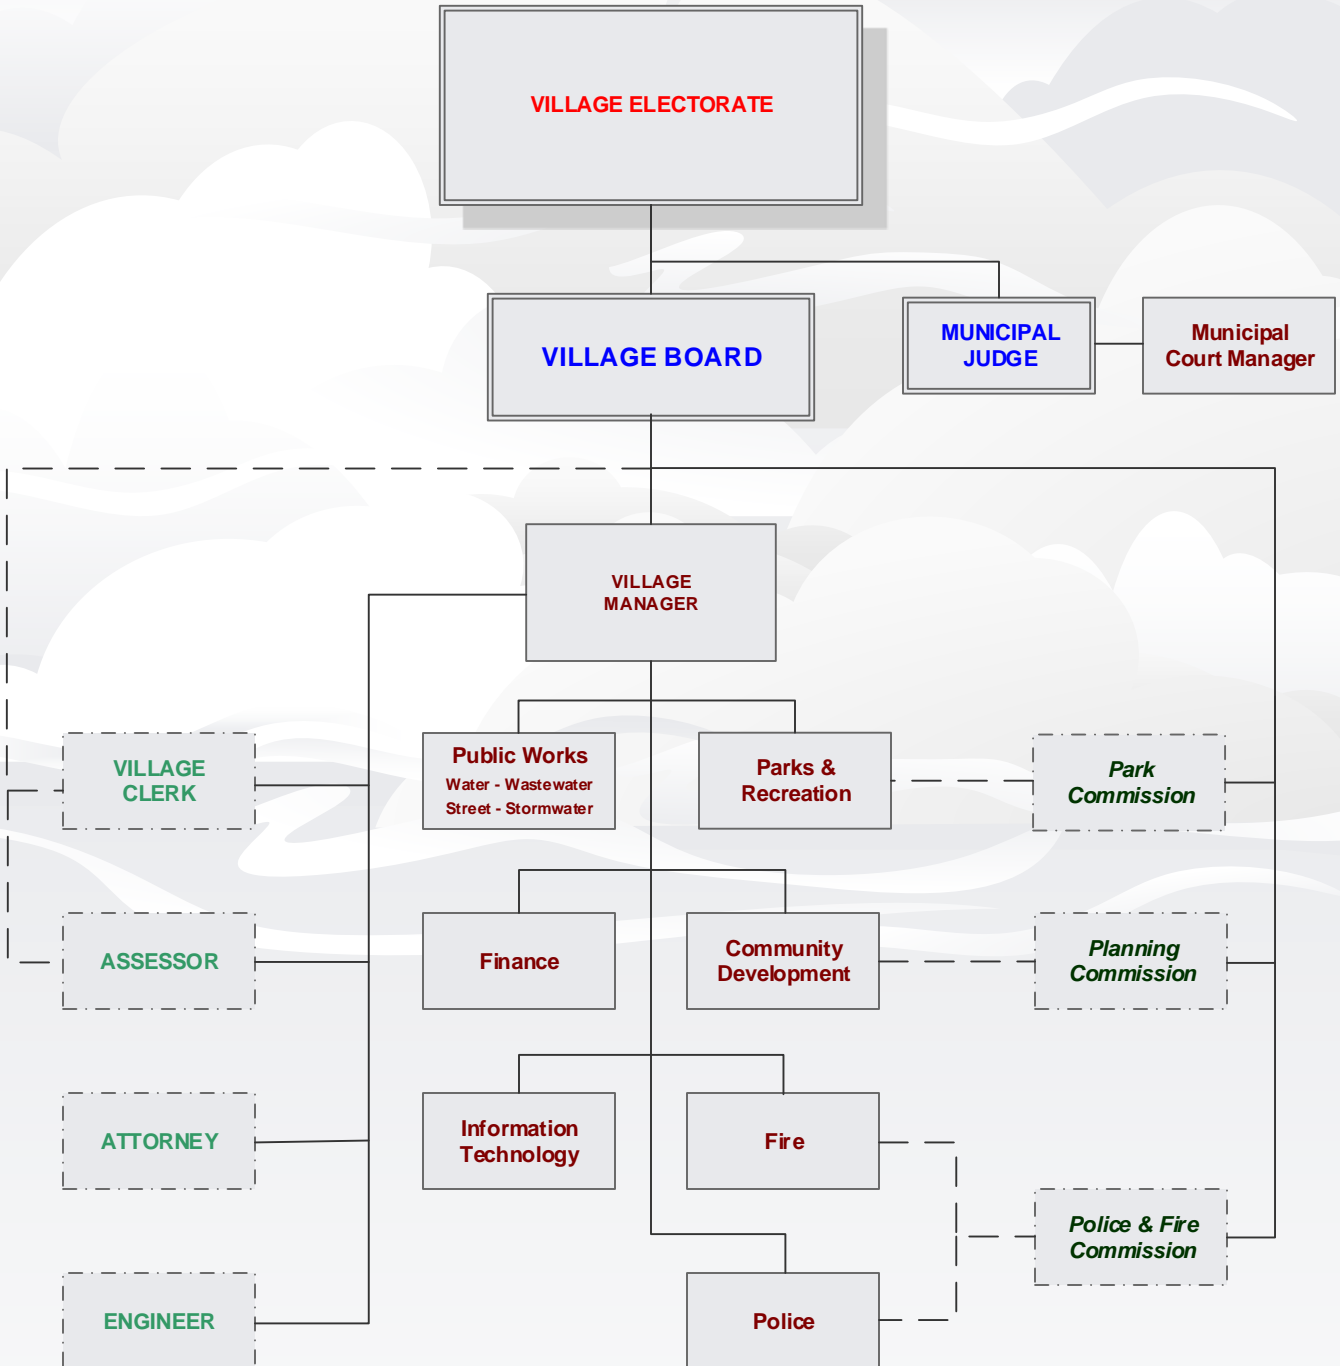 VILLAGE ELECTORATE
VILLAGE BOARD
MUNICIPAL
JUDGE
Municipal
Court Manager
VILLAGE
MANAGER
VILLAGE
CLERK
Public Works
Water - Wastewater
Street - Stormwater
Parks &
Recreation
Park
Commission
ASSESSOR
Finance
Community
Development
Planning
Commission
ATTORNEY
Information
Technology
Fire
Police & Fire
Commission
ENGINEER
Police